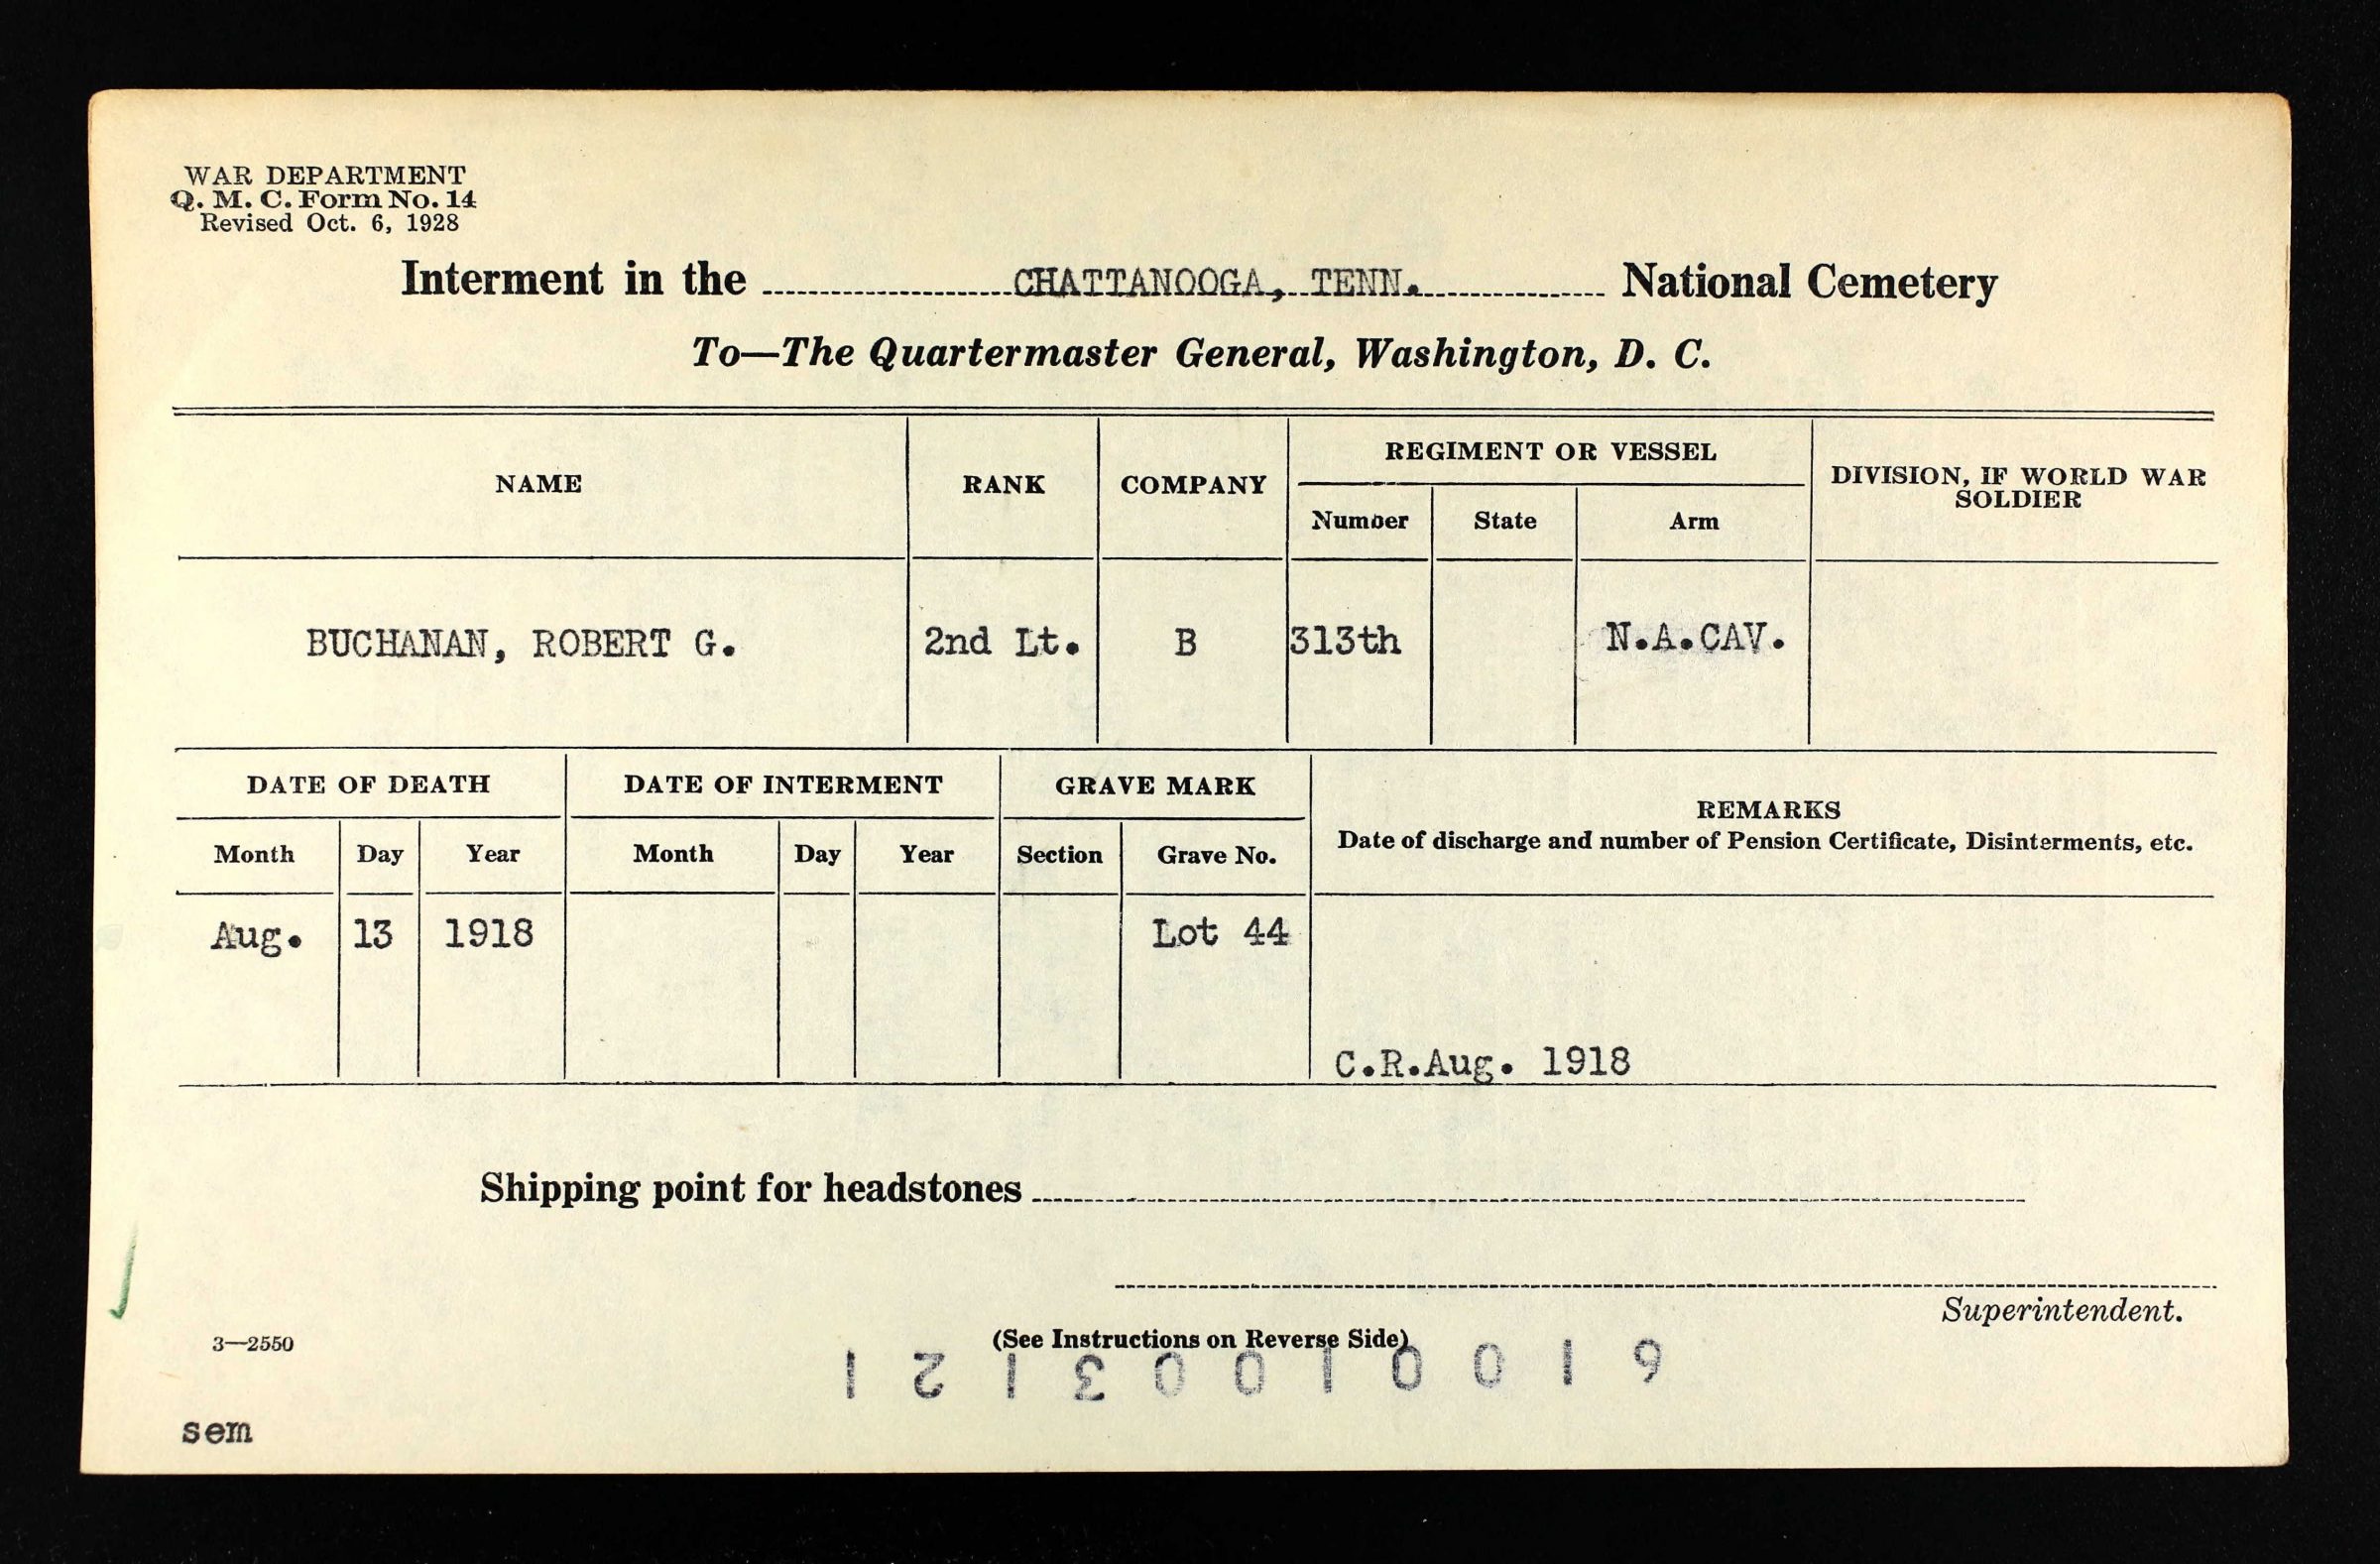 WAR DEPARTMENT
Q. M. C. Form No. 14
Revised Oct. 6, 1928
Interment in the CHATTANOOGA, TENN. National Cemetery
To—The Quartermaster General, Washington, D. C.
NAME RANK COMPANY REGIMENT OR VESSEL DIVISION, IF WORLD WAR SOLDIER
Number State Arm
BUCHANAN, ROBERT G. 2nd Lt. B 313th N.A.CAV.
DATE OF DEATH DATE OF INTERMENT GRAVE MARK REMARKS
Date of discharge and number of Pension Certificate, Disinterments, etc.
Month Day Year Month Day Year Section Grave No.
Aug. 13 1918 Lot 44
C.R.Aug. 1918
Shipping point for headstones
Superintendent.
3—2550 (See Instructions on Reverse Side)
61001003121
sem